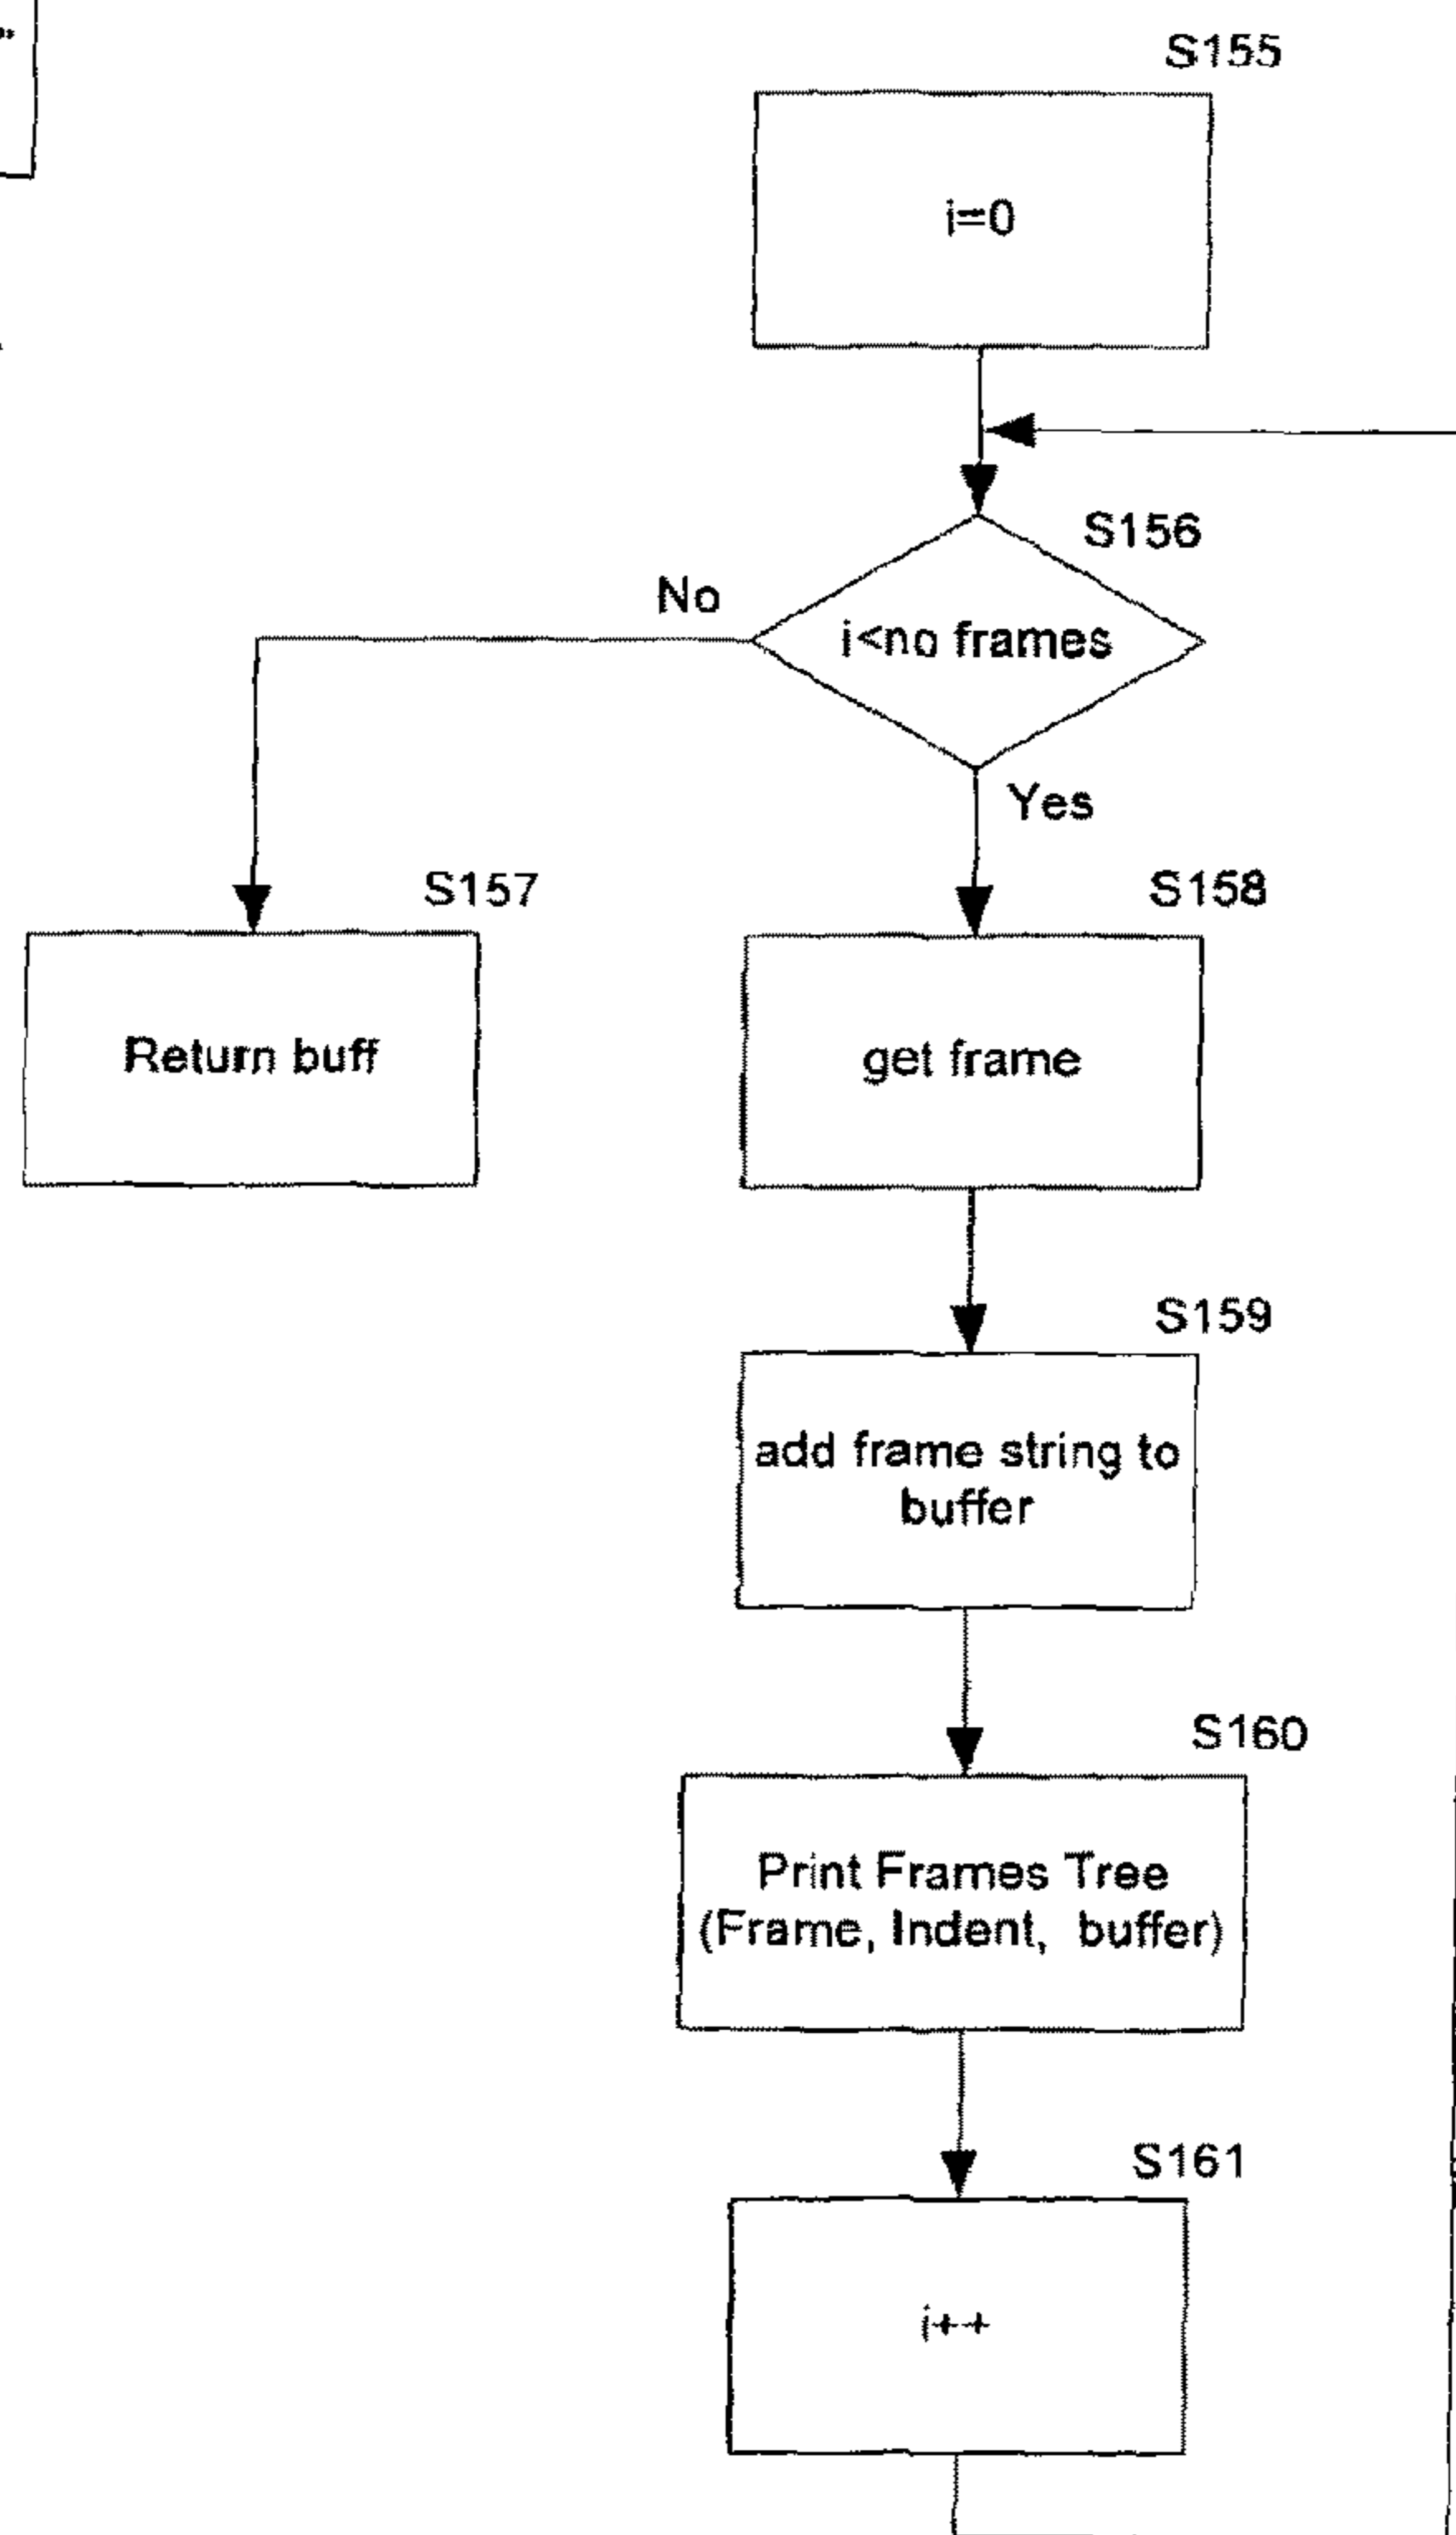 S155
i=0
S156
No
i<no frames
Yes
S157
S158
Return buff
get frame
S159
add frame string to
buffer
S160
Print Frames Tree
(Frame, Indent, buffer)
S161
i++